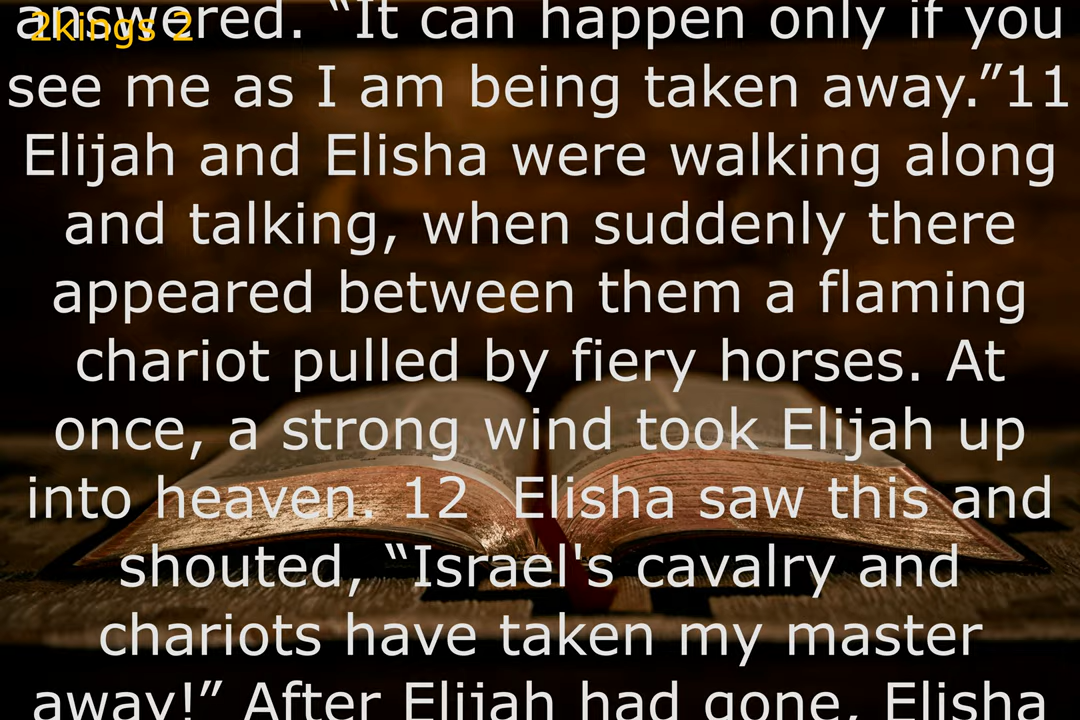 2kings 2
answered. “It can happen only if you
see me as I am being taken away.”11
Elijah and Elisha were walking along
and talking, when suddenly there
appeared between them a flaming
chariot pulled by fiery horses. At
once, a strong wind took Elijah up
into heaven. 12 Elisha saw this and
shouted, “Israel's cavalry and
chariots have taken my master
away!” After Elijah had gone, Elisha